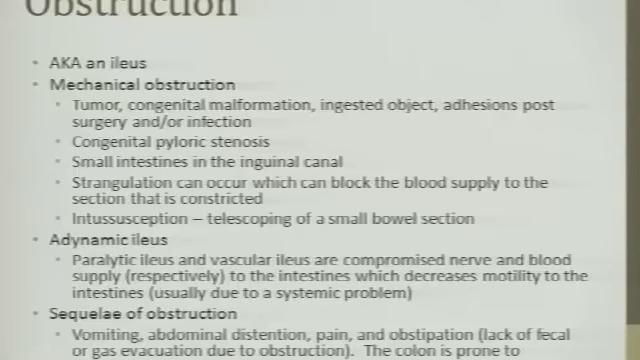 Obstruction
• AKA an ileus
• Mechanical obstruction
• Tumor, congenital malformation, ingested object, adhesions post
surgery and/or infection
• Congenital pyloric stenosis
• Small intestines in the inguinal canal
• Strangulation can occur which can block the blood supply to the
section that is constricted
• Intussusception – telescoping of a small bowel section
• Adynamic ileus
• Paralytic ileus and vascular ileus are compromised nerve and blood
supply (respectively) to the intestines which decreases motility to the
intestines (usually due to a systemic problem)
• Sequelae of obstruction
• Vomiting, abdominal distention, pain, and obstipation (lack of fecal
or gas evacuation due to obstruction). The colon is prone to